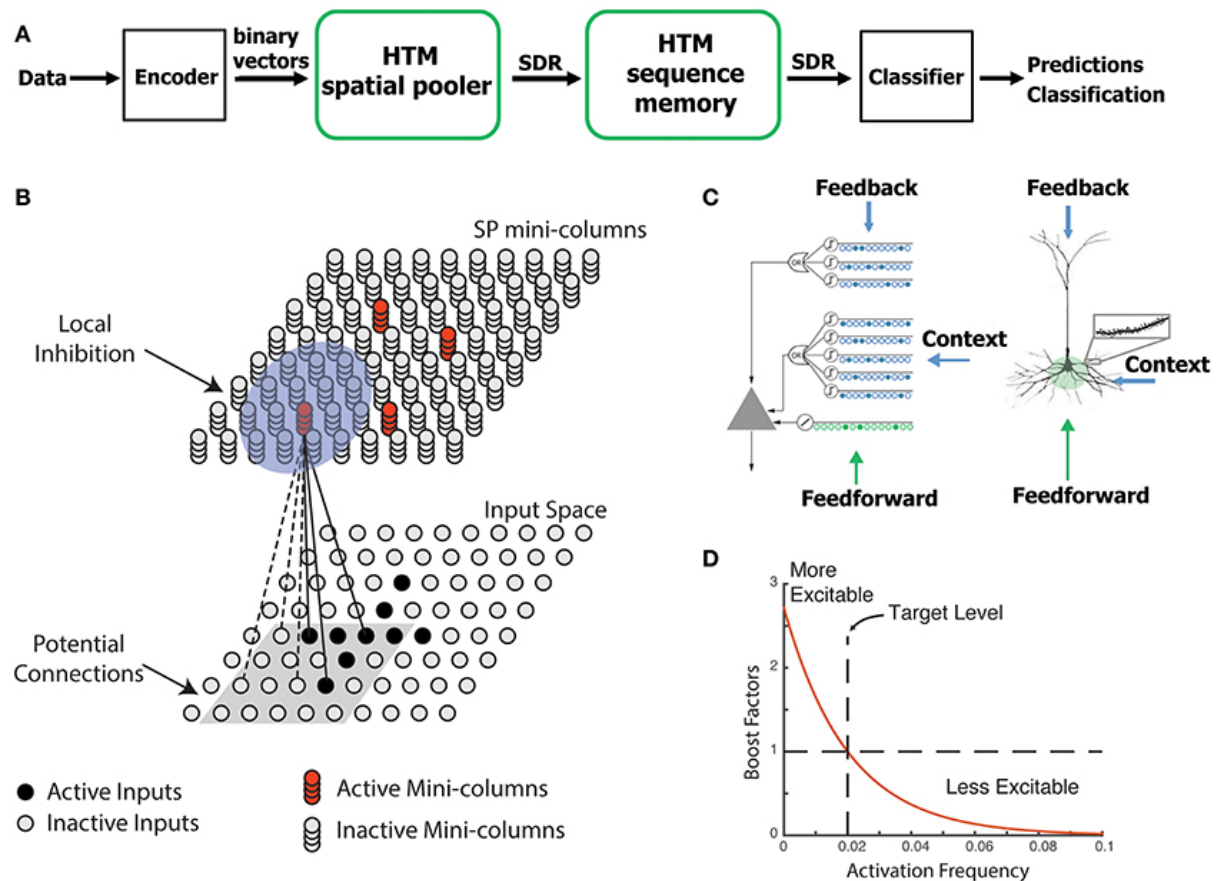 A
Data
Encoder
binary
vectors
HTM
spatial pooler
SDR
HTM
sequence
memory
SDR
Classifier
Predictions
Classification
B
SP mini-columns
Local
Inhibition
Input Space
Potential
Connections
Active Inputs
Inactive Inputs
Active Mini-columns
Inactive Mini-columns
C
Feedback
OR
OR
Context
Feedforward
Feedback
Context
Feedforward
D
3
2
1
0
More
Excitable
Target Level
Less Excitable
Boost Factors
0
0.02
0.04
0.06
0.08
0.1
Activation Frequency